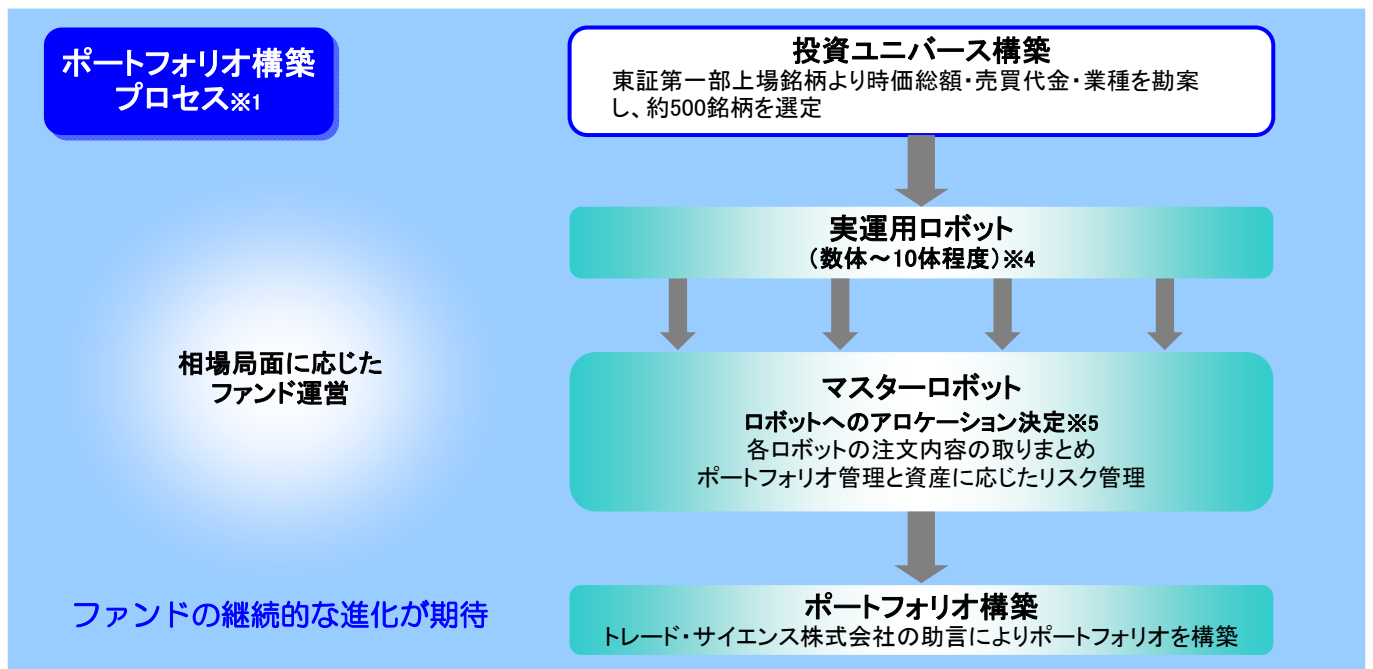 ポートフォリオ構築
プロセス※1
投資ユニバース構築
東証第一部上場銘柄より時価総額・売買代金・業種を勘案
し、約500銘柄を選定
実運用ロボット
（数体～10体程度）※4
相場局面に応じた
ファンド運営
マスターロボット
ロボットへのアロケーション決定※5
各ロボットの注文内容の取りまとめ
ポートフォリオ管理と資産に応じたリスク管理
ファンドの継続的な進化が期待
ポートフォリオ構築
トレード・サイエンス株式会社の助言によりポートフォリオを構築